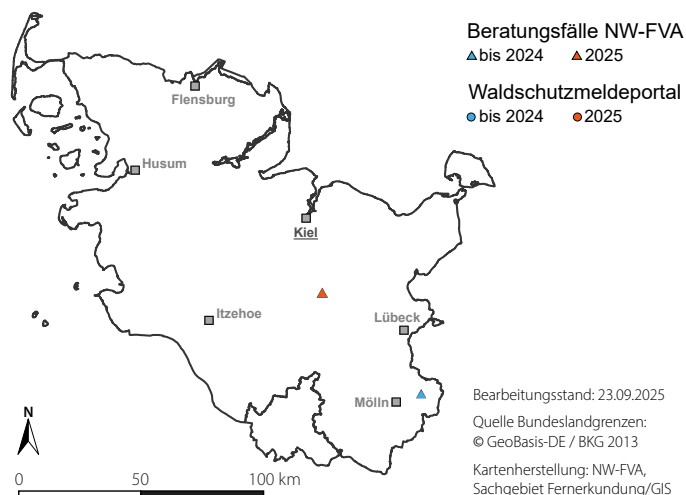 Beratungsfälle NW-FVA
bis 2024 2025
Waldschutzmeldeportal
bis 2024 2025
Flensburg
Husum
Kiel
Itzehoe
Lübeck
Mölln
Bearbeitungsstand: 23.09.2025
Quelle Bundeslandgrenzen:
© GeoBasis-DE / BKG 2013
Kartenherstellung: NW-FVA,
Sachgebiet Fernerkundung/GIS
N
0 50 100 km